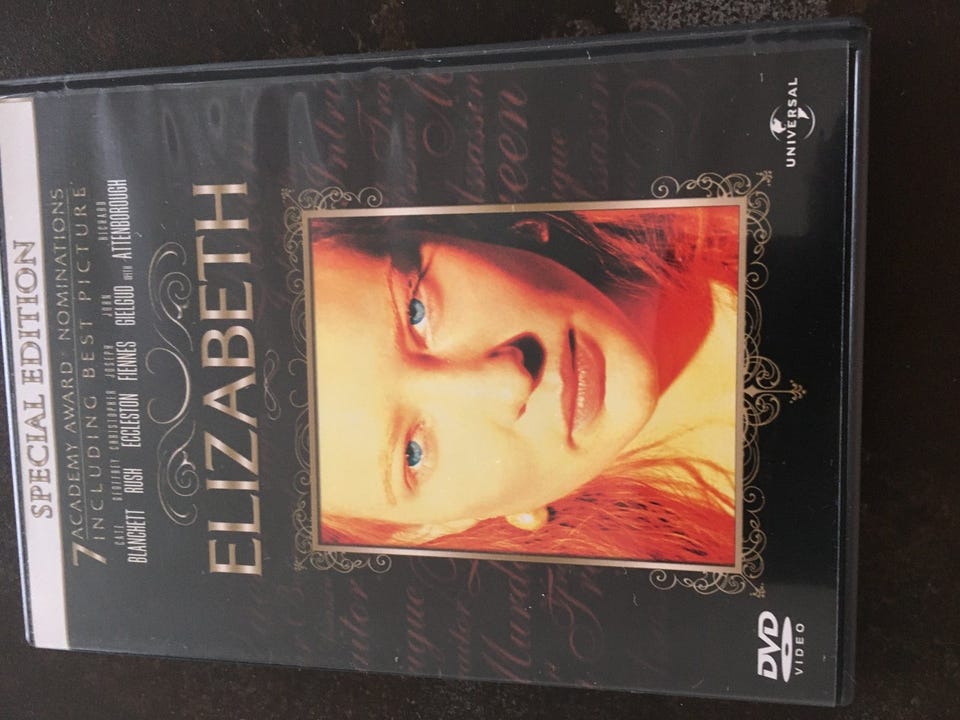 SPECIAL EDITION
7 ACADEMY AWARD® NOMINATIONS
INCLUDING BEST PICTURE
CATE GEOFFREY CHRISTOPHER JOSEPH JOHN RICHARD
BLANCHETT RUSH ECCLESTON FIENNES GIELGUD WITH ATTENBOROUGH
ELIZABETH
DVD
VIDEO
UNIVERSAL